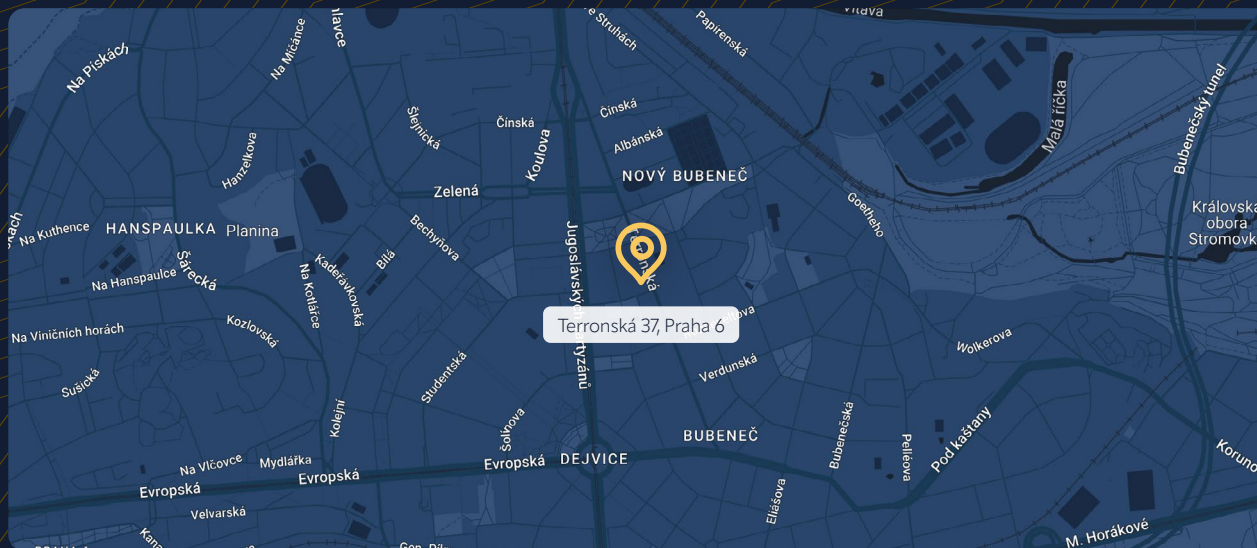 Vltava
Papírenská
Na Pískách
Na Míčánce
Bubenečský tunel
Malá říčka
Šlejnická
Čínská
Čínská
Koulova
Albánská
Hanzelkova
NOVÝ BUBENEČ
Zelená
Goetheho
Královská
obora
Stromovka
Na Kuthence
HANSPAULKA
Planina
Bechyňova
Jugoslávských partyzánů
Terronská
Bílá
Šárecká
Kadeřávkovská
Na Kotlářce
Na Hanspaulce
Terronská 37, Praha 6
Na Viničních horách
Kozlovská
Wolkerova
Verdunská
Studentská
Sušická
Kolejní
Šolínova
Bubenečská
Pelléova
Pod kaštany
BUBENEČ
DEJVICE
Evropská
Na Vlčovce
Mydlářka
Evropská
Evropská
Velvarská
Eliášova
M. Horákové